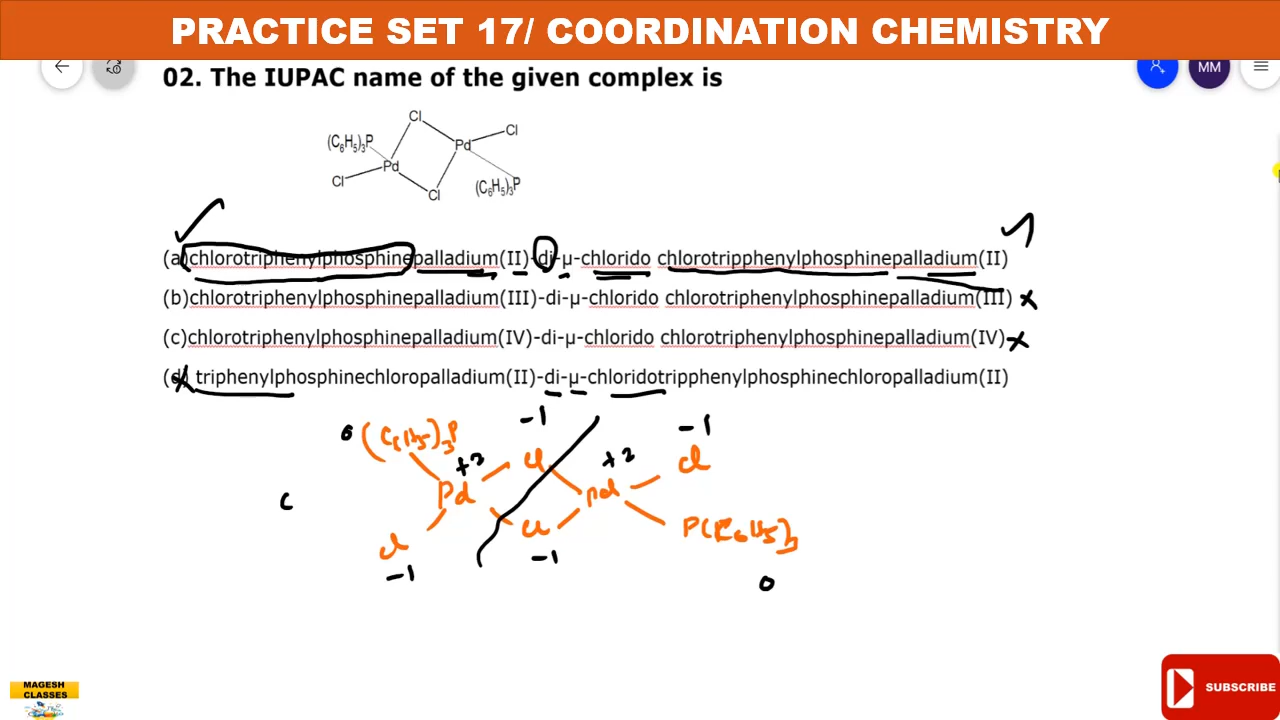 PRACTICE SET 17/ COORDINATION CHEMISTRY
MM
02. The IUPAC name of the given complex is
Cl
(C₆H₅)₃P
Pd
Cl
Pd
Cl
Cl
(C₆H₅)₃P
(a)chlorotriphenylphosphinepalladium(II)-di-µ-chlorido chlorotripphenylphosphinepalladium(II)
(b)chlorotriphenylphosphinepalladium(III)-di-µ-chlorido chlorotriphenylphosphinepalladium(III)
(c)chlorotriphenylphosphinepalladium(IV)-di-µ-chlorido chlorotriphenylphosphinepalladium(IV)
(d) triphenylphosphinechloropalladium(II)-di-µ-chloridotripphenylphosphinechloropalladium(II)
-1
-1
0 (C₆H₅)₃P
+2
Cl
+2
Cl
Pd
Pd
C
Cl
Cl
P(C₆H₅)₃
-1
-1
0
MAGESH
CLASSES
SUBSCRIBE